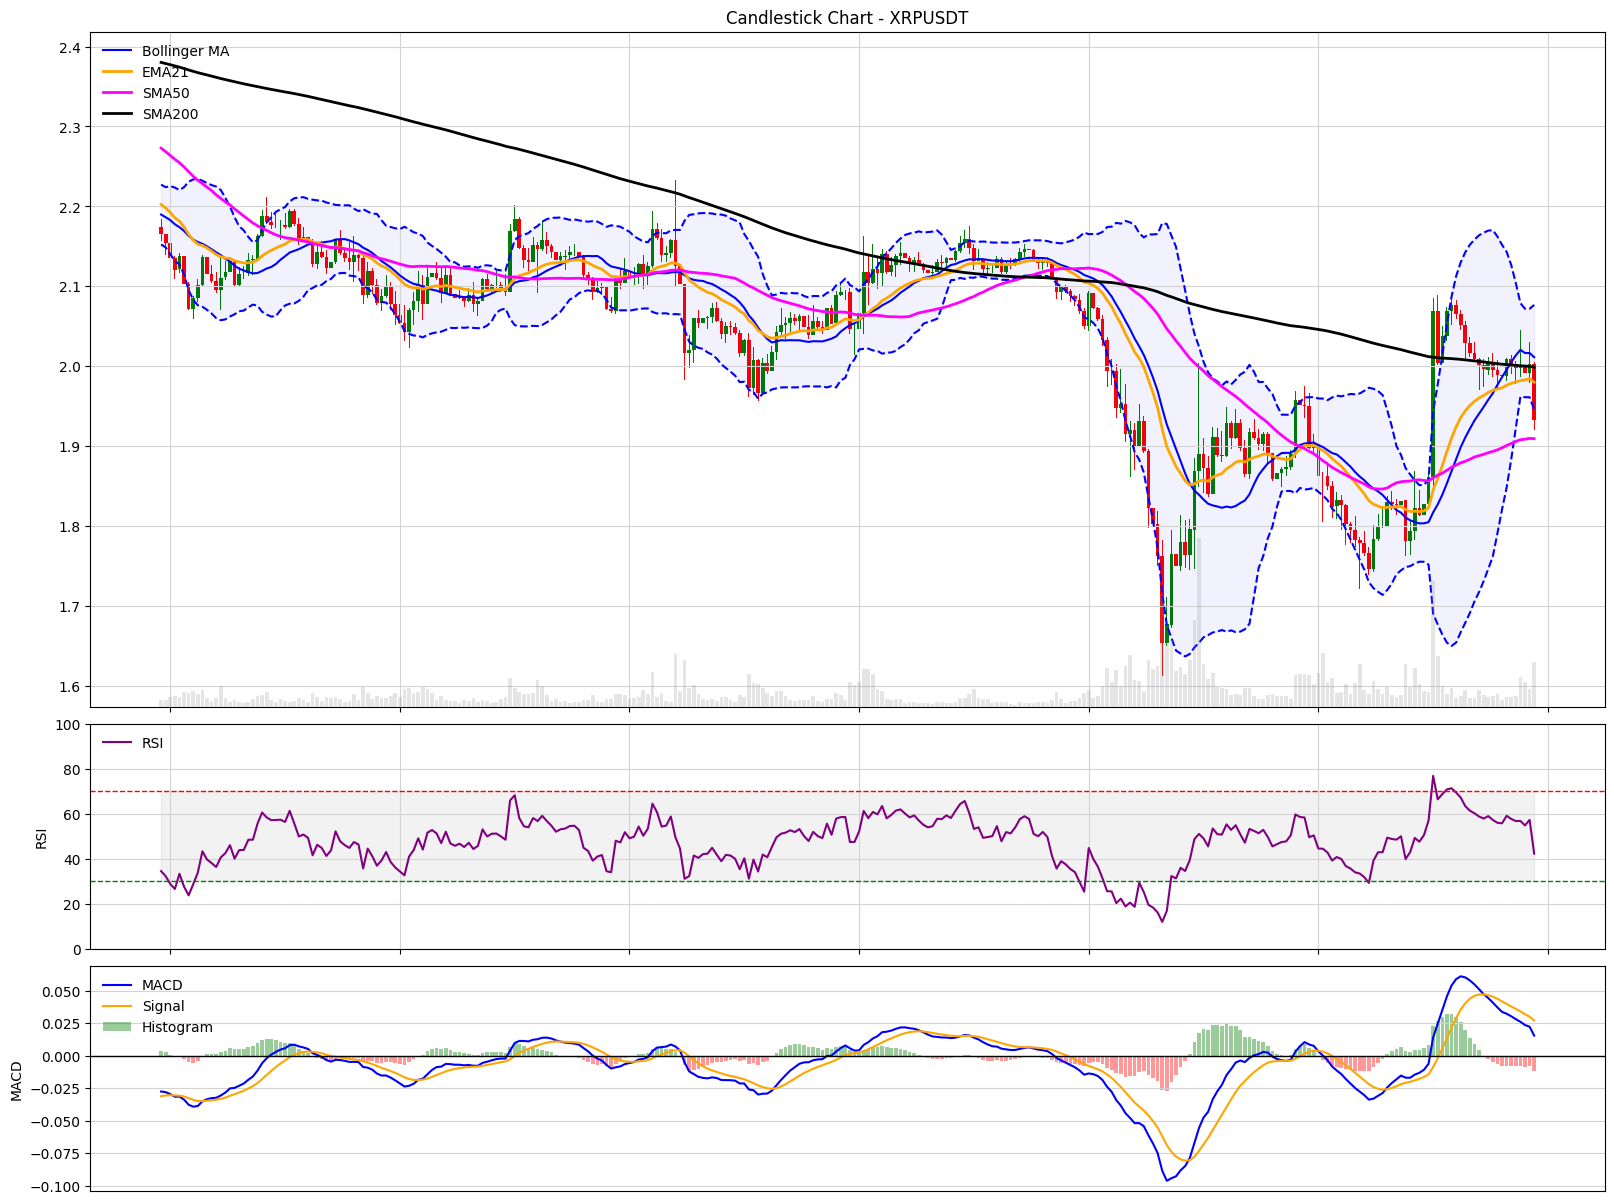 Candlestick Chart - XRPUSDT
Bollinger MA
EMA21
SMA50
SMA200
2.4
2.3
2.2
2.1
2.0
1.9
1.8
1.7
1.6
RSI
100
80
60
40
20
0
RSI
MACD
Signal
Histogram
0.050
0.025
0.000
−0.025
−0.050
−0.075
−0.100
MACD